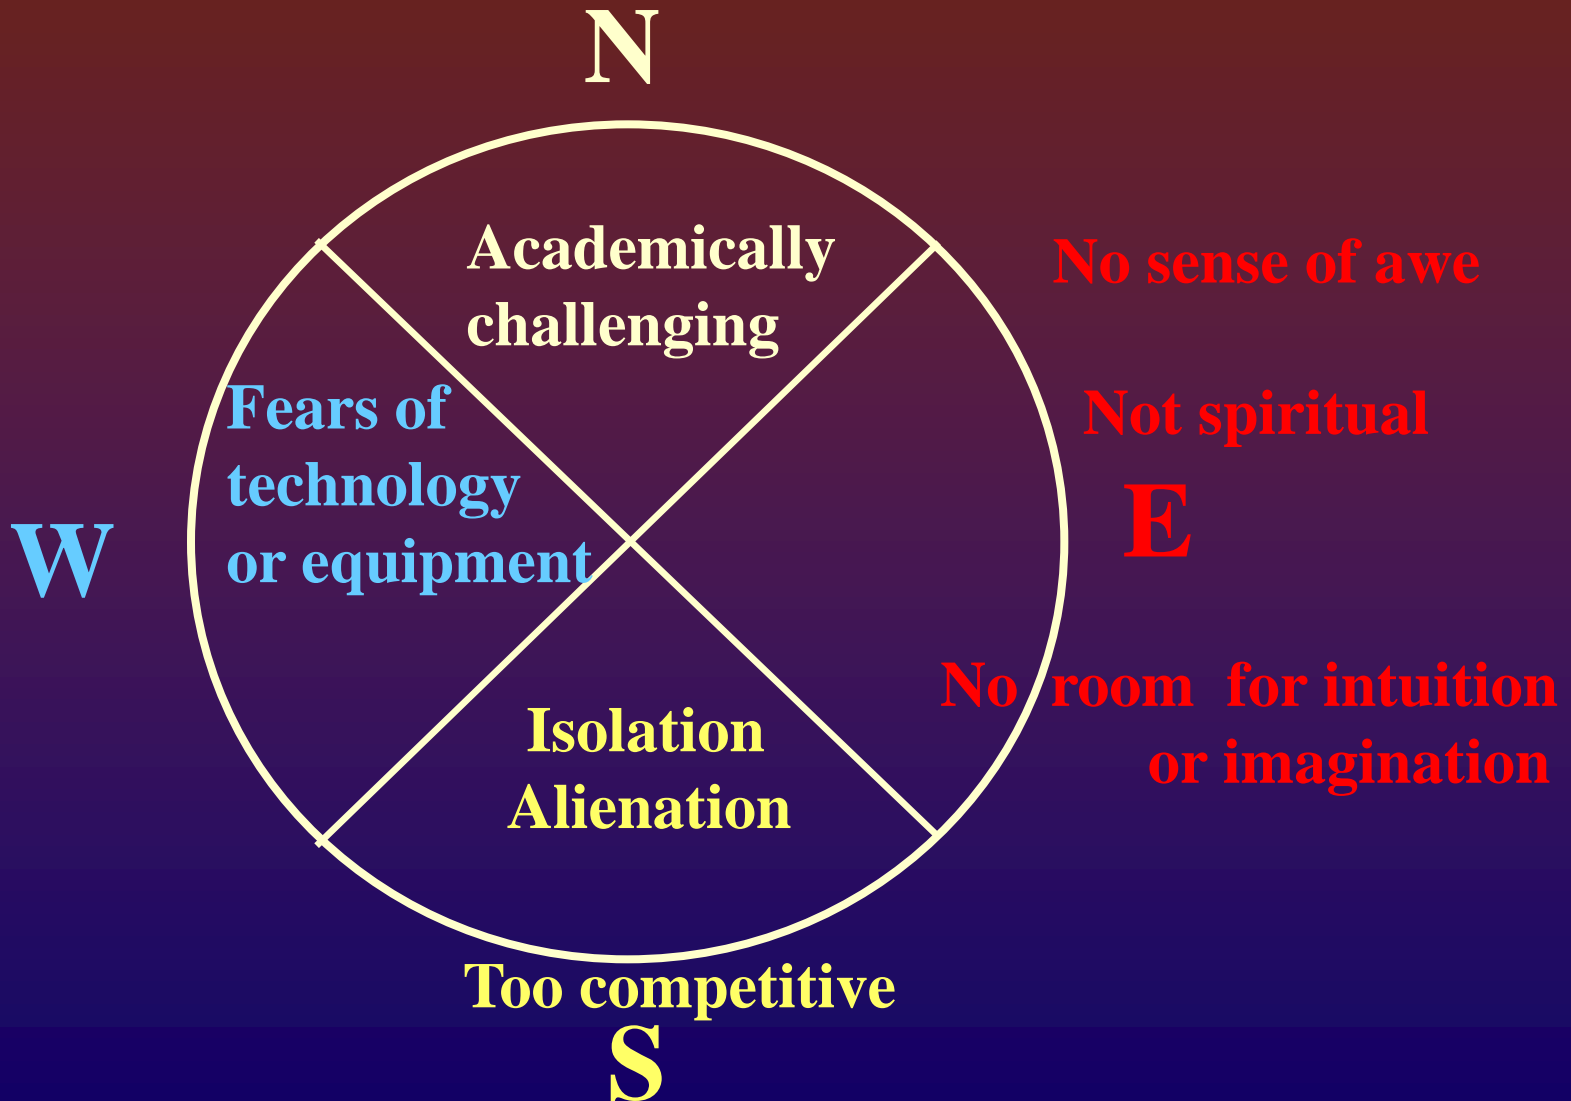 N
Academically
challenging
No sense of awe
Fears of
technology
or equipment
Not spiritual
W
E
No room for intuition
or imagination
Isolation
Alienation
Too competitive
S